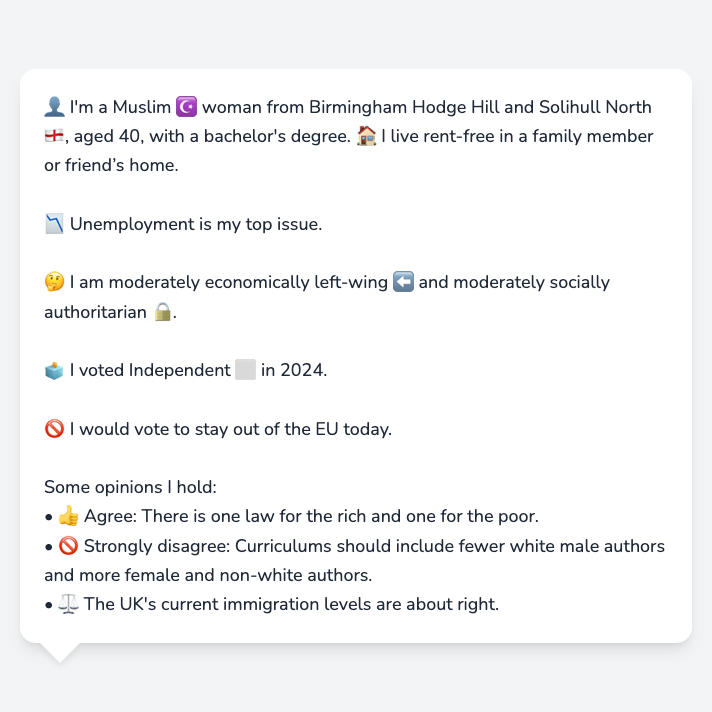 👤 I'm a Muslim ☪️ woman from Birmingham Hodge Hill and Solihull North
🏴󠁧󠁢󠁥󠁮󠁧󠁿, aged 40, with a bachelor's degree. 🏠 I live rent-free in a family member
or friend’s home.
📉 Unemployment is my top issue.
🤔 I am moderately economically left-wing ⬅️ and moderately socially
authoritarian 🔒.
🗳️ I voted Independent ⬜ in 2024.
🚫 I would vote to stay out of the EU today.
Some opinions I hold:
• 👍 Agree: There is one law for the rich and one for the poor.
• 🚫 Strongly disagree: Curriculums should include fewer white male authors
and more female and non-white authors.
• ⚖️ The UK's current immigration levels are about right.